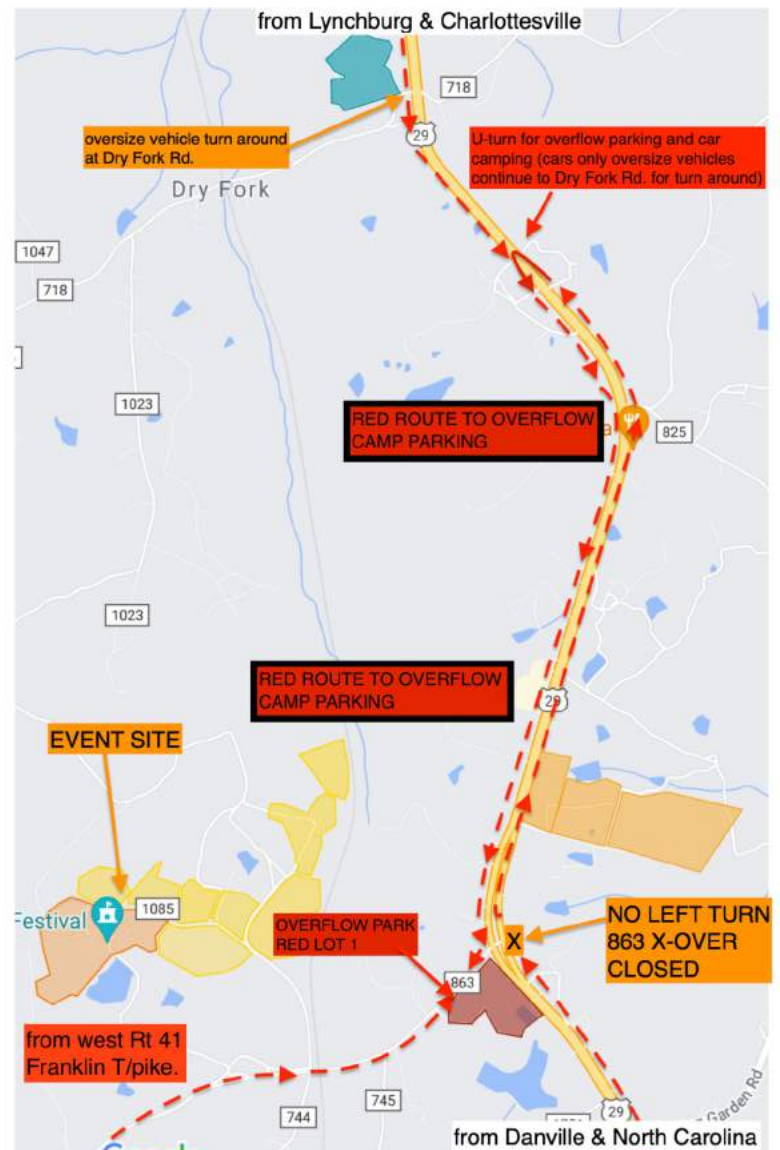 from Lynchburg & Charlottesville
718
oversize vehicle turn around
at Dry Fork Rd.
29
U-turn for overflow parking and car
camping (cars only oversize vehicles
continue to Dry Fork Rd. for turn around)
Dry Fork
1047
718
1023
RED ROUTE TO OVERFLOW
CAMP PARKING
825
1023
RED ROUTE TO OVERFLOW
CAMP PARKING
29
EVENT SITE
1085
Festival
OVERFLOW PARK
RED LOT 1
X
NO LEFT TURN
863 X-OVER
CLOSED
863
from west Rt 41
Franklin T/pike.
745
744
29
Garden Rd
from Danville & North Carolina